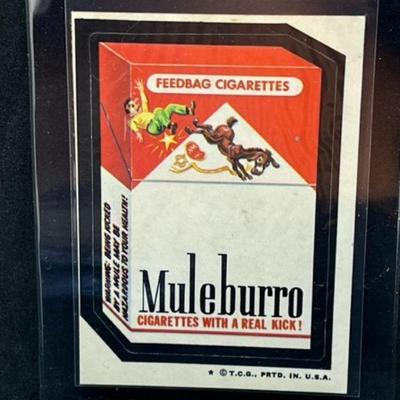 FEEDBAG CIGARETTES
WARNING: BEING KICKED
BY A MULE MAY BE
HAZARDOUS TO YOUR HEALTH!
Muleburro
CIGARETTES WITH A REAL KICK!
* © T.C.G., PRTD. IN U.S.A.